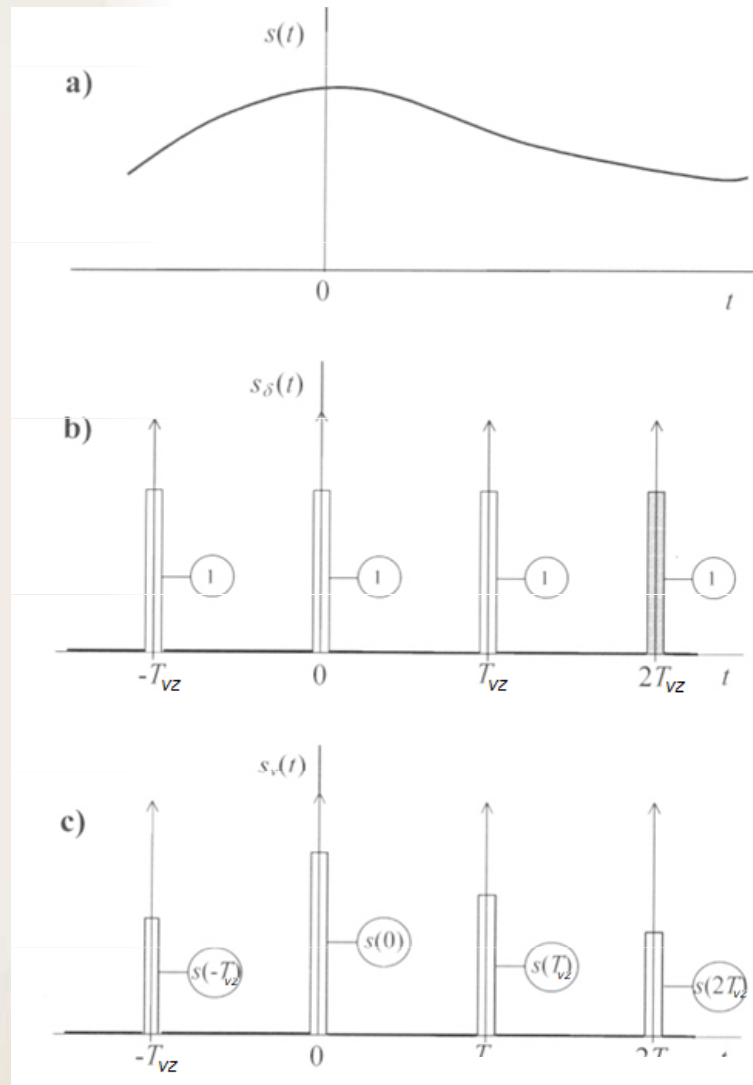 s(t)
a)
0
t
s_δ(t)
b)
1 1 1 1
-T_VZ 0 T_VZ 2T_VZ t
s_v(t)
c)
s(0)
s(-T_vz) s(T_vz) s(2T_vz)
-T_VZ 0